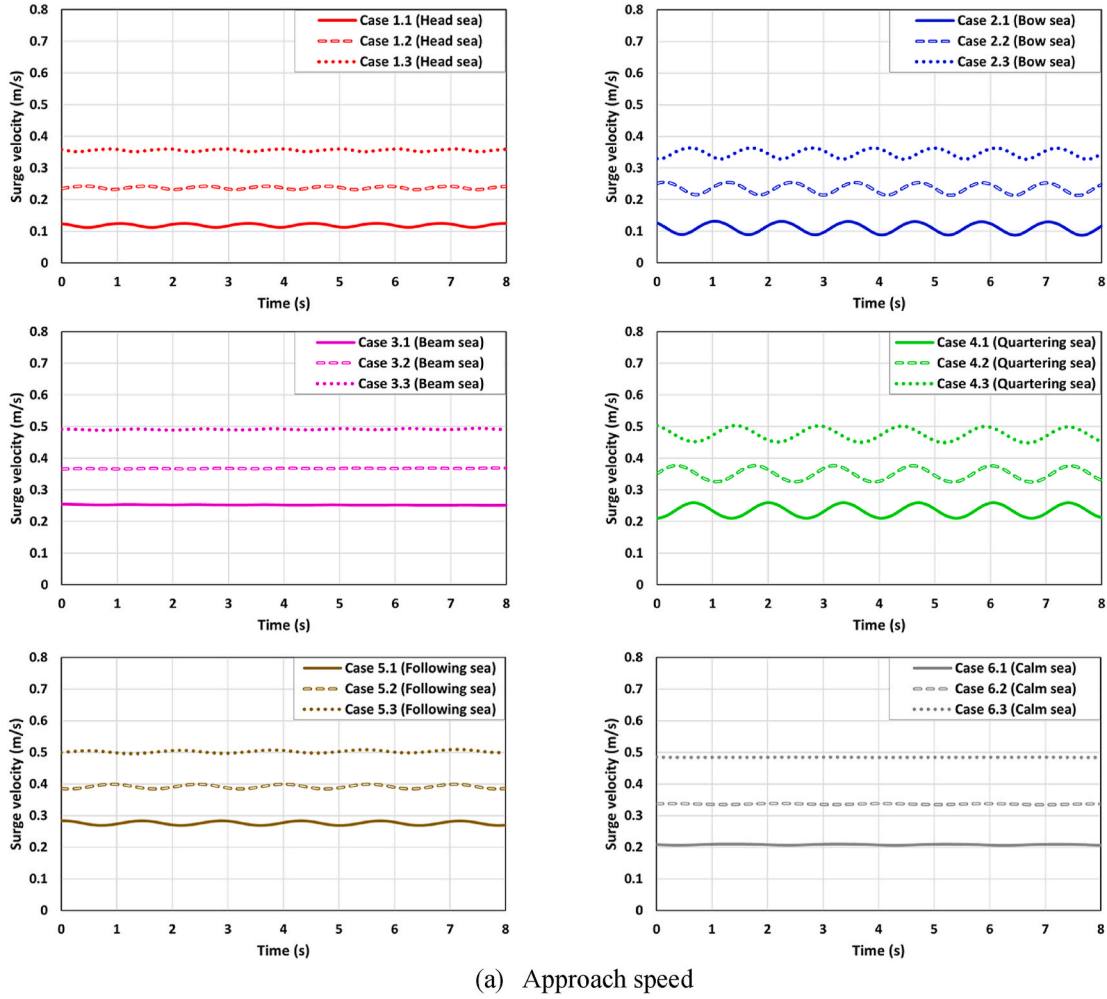 Case 1.1 (Head sea)
Case 1.2 (Head sea)
Case 1.3 (Head sea)
Surge velocity (m/s)
0.8
0.7
0.6
0.5
0.4
0.3
0.2
0.1
0
0 1 2 3 4 5 6 7 8
Time (s)
Case 2.1 (Bow sea)
Case 2.2 (Bow sea)
Case 2.3 (Bow sea)
Surge velocity (m/s)
0.8
0.7
0.6
0.5
0.4
0.3
0.2
0.1
0
0 1 2 3 4 5 6 7 8
Time (s)
Case 3.1 (Beam sea)
Case 3.2 (Beam sea)
Case 3.3 (Beam sea)
Surge velocity (m/s)
0.8
0.7
0.6
0.5
0.4
0.3
0.2
0.1
0
0 1 2 3 4 5 6 7 8
Time (s)
Case 4.1 (Quartering sea)
Case 4.2 (Quartering sea)
Case 4.3 (Quartering sea)
Surge velocity (m/s)
0.8
0.7
0.6
0.5
0.4
0.3
0.2
0.1
0
0 1 2 3 4 5 6 7 8
Time (s)
Case 5.1 (Following sea)
Case 5.2 (Following sea)
Case 5.3 (Following sea)
Surge velocity (m/s)
0.8
0.7
0.6
0.5
0.4
0.3
0.2
0.1
0
0 1 2 3 4 5 6 7 8
Time (s)
Case 6.1 (Calm sea)
Case 6.2 (Calm sea)
Case 6.3 (Calm sea)
Surge velocity (m/s)
0.8
0.7
0.6
0.5
0.4
0.3
0.2
0.1
0
0 1 2 3 4 5 6 7 8
Time (s)
(a) Approach speed